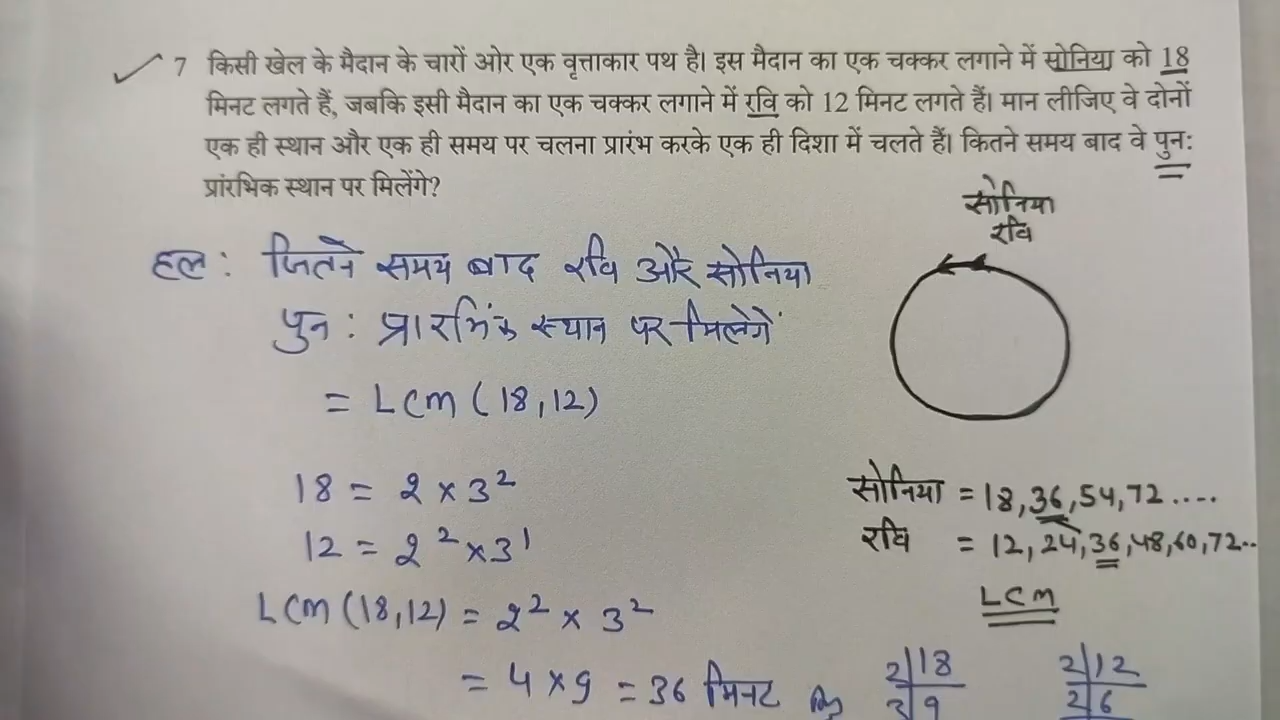 7 किसी खेल के मैदान के चारों ओर एक वृत्ताकार पथ है। इस मैदान का एक चक्कर लगाने में सोनिया को 18
मिनट लगते हैं, जबकि इसी मैदान का एक चक्कर लगाने में रवि को 12 मिनट लगते हैं। मान लीजिए वे दोनों
एक ही स्थान और एक ही समय पर चलना प्रारंभ करके एक ही दिशा में चलते हैं। कितने समय बाद वे पुन:
प्रांरभिक स्थान पर मिलेंगे?
सोनिया
रवि
हल : जितने समय बाद रवि और सोनिया
पुन : प्रारभिंक स्थान पर मिलेगें
= LCM (18,12)
18 = 2 × 3²
12 = 2² × 3¹
LCM (18,12) = 2² × 3²
= 4 × 9 = 36 मिनट
सोनिया = 18, 36, 54, 72 ....
रवि = 12, 24, 36, 48, 60, 72..
LCM
2|18
3|9
2|12
2|6